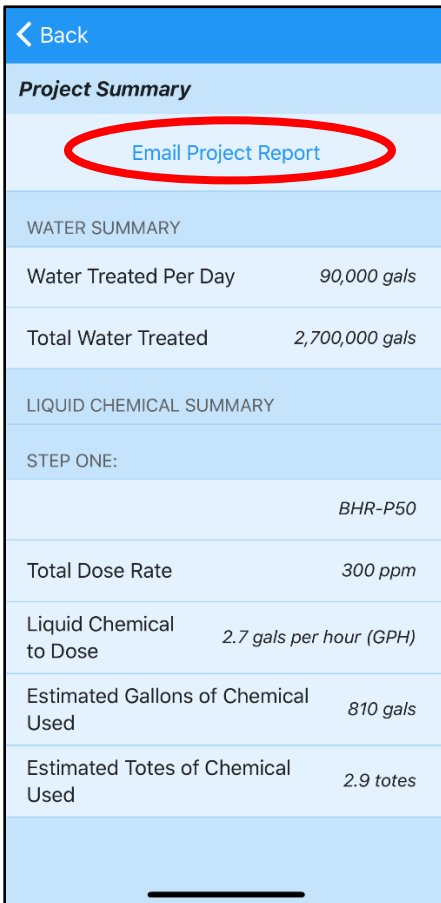 Back
Project Summary
Email Project Report
WATER SUMMARY
Water Treated Per Day 90,000 gals
Total Water Treated 2,700,000 gals
LIQUID CHEMICAL SUMMARY
STEP ONE:
BHR-P50
Total Dose Rate 300 ppm
Liquid Chemical
to Dose 2.7 gals per hour (GPH)
Estimated Gallons of Chemical
Used 810 gals
Estimated Totes of Chemical
Used 2.9 totes